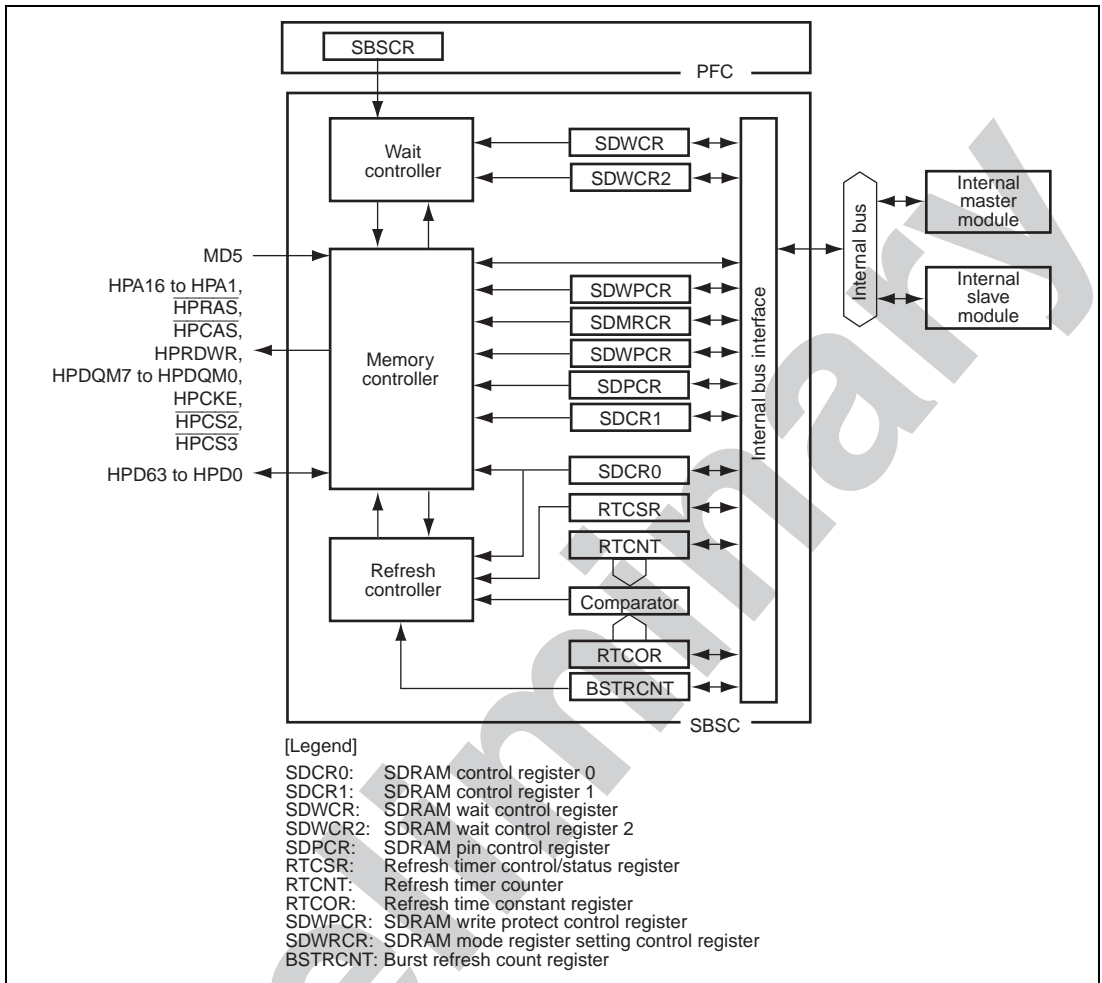 SBSCR
PFC
Wait
controller
SDWCR
SDWCR2
Internal
master
module
Internal bus
Internal
slave
module
MD5
HPA16 to HPA1,
HPRAS,
HPCAS,
HPRDWR,
HPDQM7 to HPDQM0,
HPCKE,
HPCS2,
HPCS3
HPD63 to HPD0
Memory
controller
SDWPCR
SDMRCR
SDWPCR
SDPCR
SDCR1
SDCR0
RTCSR
RTCNT
Comparator
RTCOR
BSTRCNT
Internal bus interface
Refresh
controller
SBSC
[Legend]
SDCR0: SDRAM control register 0
SDCR1: SDRAM control register 1
SDWCR: SDRAM wait control register
SDWCR2: SDRAM wait control register 2
SDPCR: SDRAM pin control register
RTCSR: Refresh timer control/status register
RTCNT: Refresh timer counter
RTCOR: Refresh time constant register
SDWPCR: SDRAM write protect control register
SDWRCR: SDRAM mode register setting control register
BSTRCNT: Burst refresh count register
eliminary